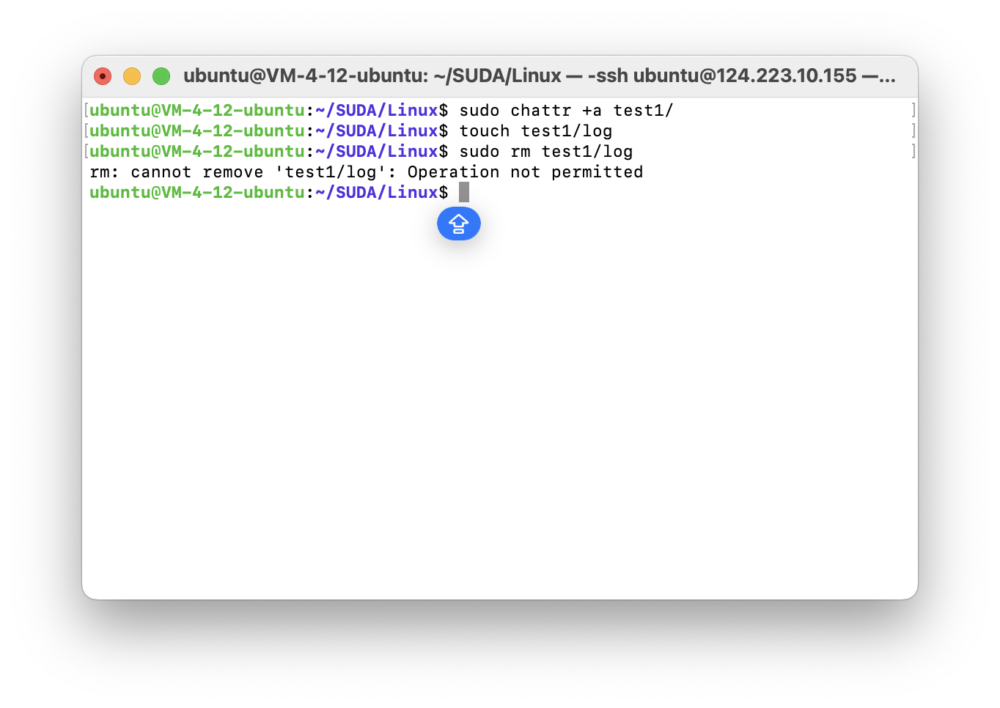 ubuntu@VM-4-12-ubuntu: ~/SUDA/Linux — -ssh ubuntu@124.223.10.155 —...
[ubuntu@VM-4-12-ubuntu:~/SUDA/Linux$ sudo chattr +a test1/ ]
[ubuntu@VM-4-12-ubuntu:~/SUDA/Linux$ touch test1/log ]
[ubuntu@VM-4-12-ubuntu:~/SUDA/Linux$ sudo rm test1/log ]
rm: cannot remove 'test1/log': Operation not permitted
ubuntu@VM-4-12-ubuntu:~/SUDA/Linux$